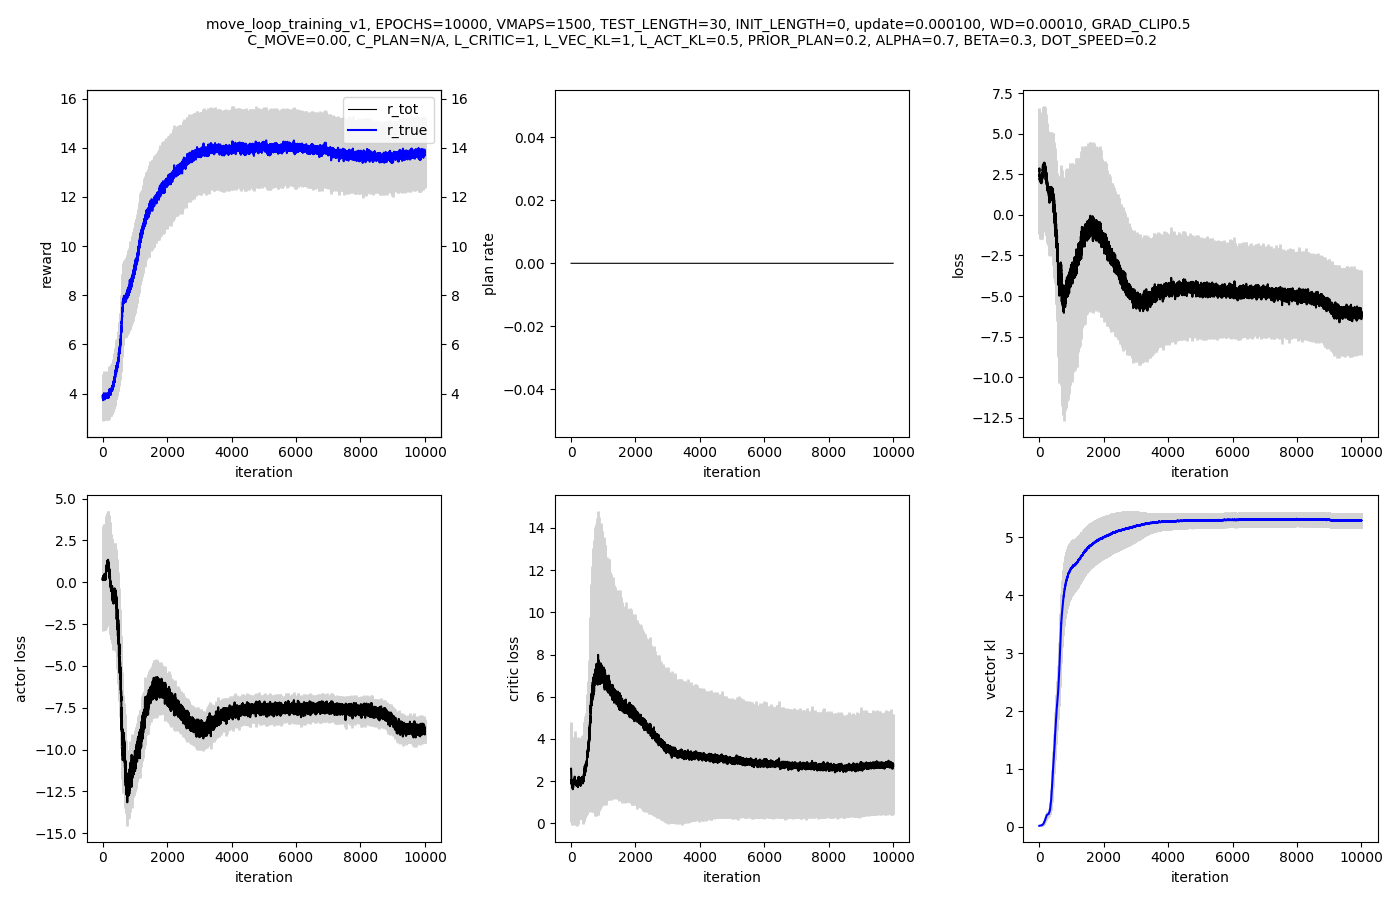 move_loop_training_v1, EPOCHS=10000, VMAPS=1500, TEST_LENGTH=30, INIT_LENGTH=0, update=0.000100, WD=0.00010, GRAD_CLIP0.5
C_MOVE=0.00, C_PLAN=N/A, L_CRITIC=1, L_VEC_KL=1, L_ACT_KL=0.5, PRIOR_PLAN=0.2, ALPHA=0.7, BETA=0.3, DOT_SPEED=0.2
16
14
12
10
8
6
4
reward
r_tot
r_true
16
14
12
10
8
6
4
0 2000 4000 6000 8000 10000
iteration
plan rate
0.04
0.02
0.00
−0.02
−0.04
0 2000 4000 6000 8000 10000
iteration
loss
7.5
5.0
2.5
0.0
−2.5
−5.0
−7.5
−10.0
−12.5
0 2000 4000 6000 8000 10000
iteration
actor loss
5.0
2.5
0.0
−2.5
−5.0
−7.5
−10.0
−12.5
−15.0
0 2000 4000 6000 8000 10000
iteration
critic loss
14
12
10
8
6
4
2
0
0 2000 4000 6000 8000 10000
iteration
vector kl
5
4
3
2
1
0
0 2000 4000 6000 8000 10000
iteration